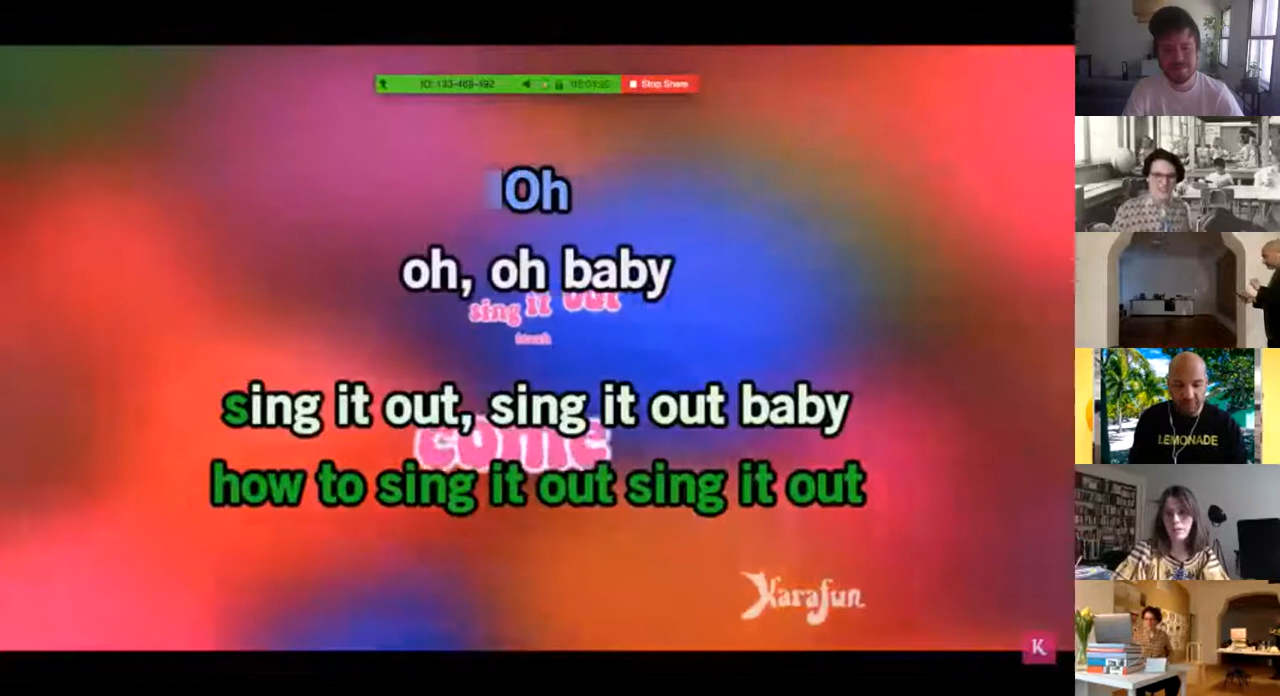 Stop Share
Oh
oh, oh baby
sing it out
sing it out, sing it out baby
come
how to sing it out sing it out
Karafun
K
LEMONADE